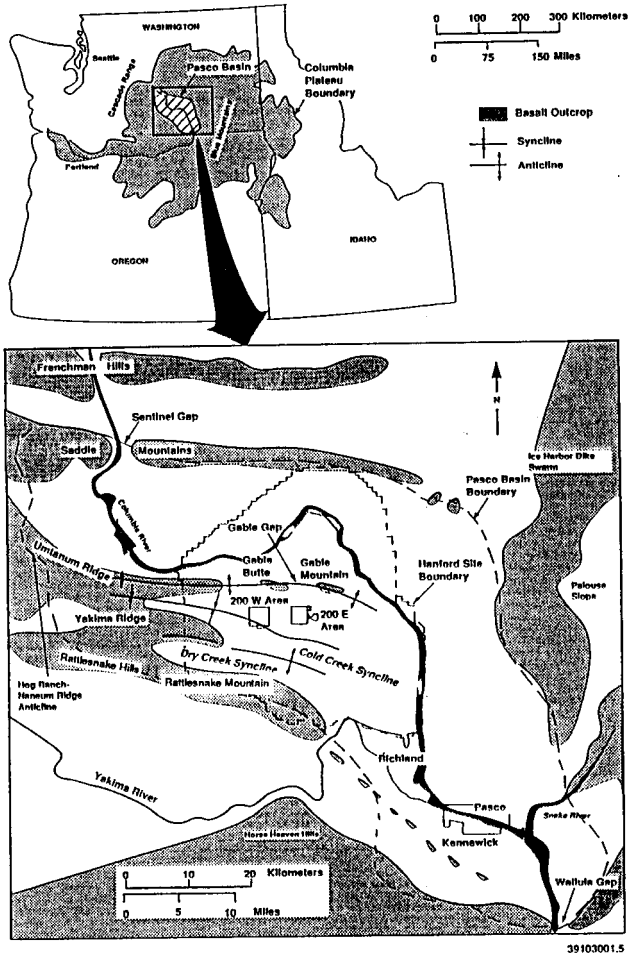 WASHINGTON
Seattle
Cascade Range
Pasco Basin
Columbia
Plateau
Boundary
Portland
OREGON
IDAHO
0 100 200 300 Kilometers
0 75 150 Miles
Basalt Outcrop
Syncline
Anticline
Frenchman Hills
Sentinel Gap
Saddle
Mountains
N
Ice Harbor Dike
Swarm
Pasco Basin
Boundary
Columbia River
Gable
Gap
Gable
Butte
Gable
Mountain
Hanford Site
Boundary
Umtanum Ridge
Palouse
Slope
200 W Area
200 E
Area
Yakima Ridge
Dry Creek Syncline
Cold Creek Syncline
Rattlesnake Hills
Rattlesnake Mountain
Hog Ranch-
Naneum Ridge
Anticline
Richland
Yakima River
Pasco
Snake River
Kennewick
Horse Heaven Hills
Wallula Gap
0 10 20
Kilometers
0 5 10
Miles
39103001.5